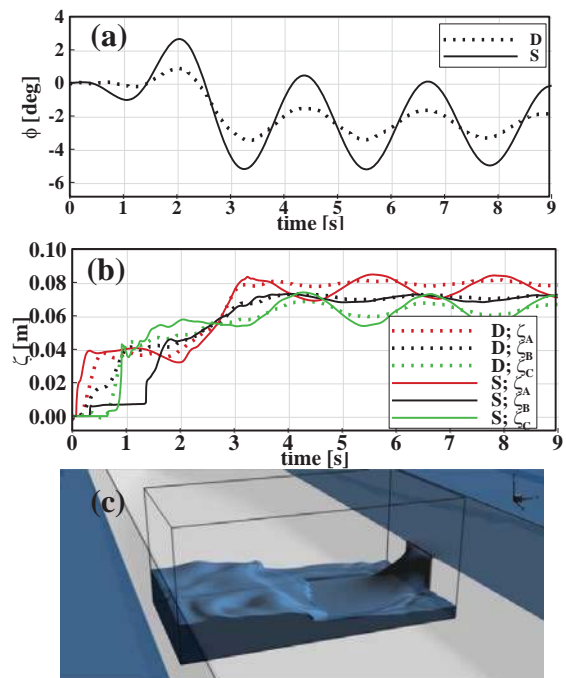 4
2
0
-2
-4
-6
ϕ [deg]
(a)
D
S
0 1 2 3 4 5 6 7 8 9
time [s]
0.10
0.08
0.06
0.04
0.02
0.00
ζ [m]
(b)
D; ζA
D; ζB
D; ζC
S; ζA
S; ζB
S; ζC
0 1 2 3 4 5 6 7 8 9
time [s]
(c)